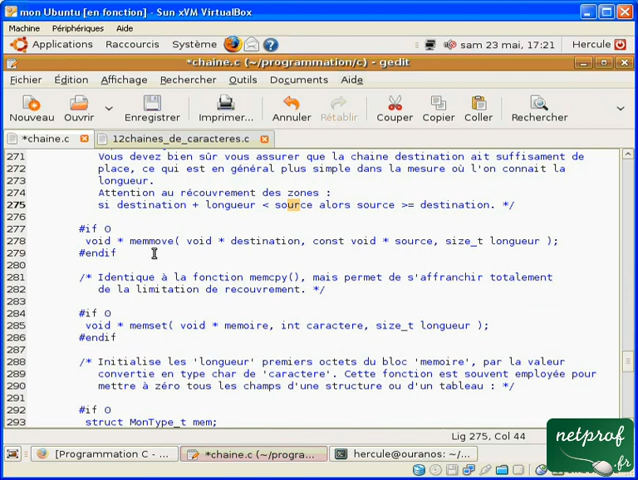 mon Ubuntu [en fonction] - Sun xVM VirtualBox
Machine Périphériques Aide
Applications Raccourcis Système sam 23 mai, 17:21 Hercule
*chaine.c (~/programmation/c) - gedit
Fichier Édition Affichage Rechercher Outils Documents Aide
Nouveau Ouvrir Enregistrer Imprimer... Annuler Rétablir Couper Copier Coller Rechercher
*chaine.c 12chaines_de_caracteres.c
271 Vous devez bien sûr vous assurer que la chaine destination ait suffisament de
272 place, ce qui est en général plus simple dans la mesure où l'on connait la
273 longueur.
274 Attention au récouvrement des zones :
275 si destination + longueur < source alors source >= destination. */
276
277 #if 0
278 void * memmove( void * destination, const void * source, size_t longueur );
279 #endif
280
281 /* Identique à la fonction memcpy(), mais permet de s'affranchir totalement
282 de la limitation de recouvrement. */
283
284 #if 0
285 void * memset( void * memoire, int caractere, size_t longueur );
286 #endif
287
288 /* Initialise les 'longueur' premiers octets du bloc 'memoire', par la valeur
289 convertie en type char de 'caractere'. Cette fonction est souvent employée pour
290 mettre à zéro tous les champs d'une structure ou d'un tableau : */
291
292 #if 0
293 struct MonType_t mem;
Lig 275, Col 44
[Programmation C - ... *chaine.c (~/programma... hercule@ouranos: ~/...
netprof
.fr